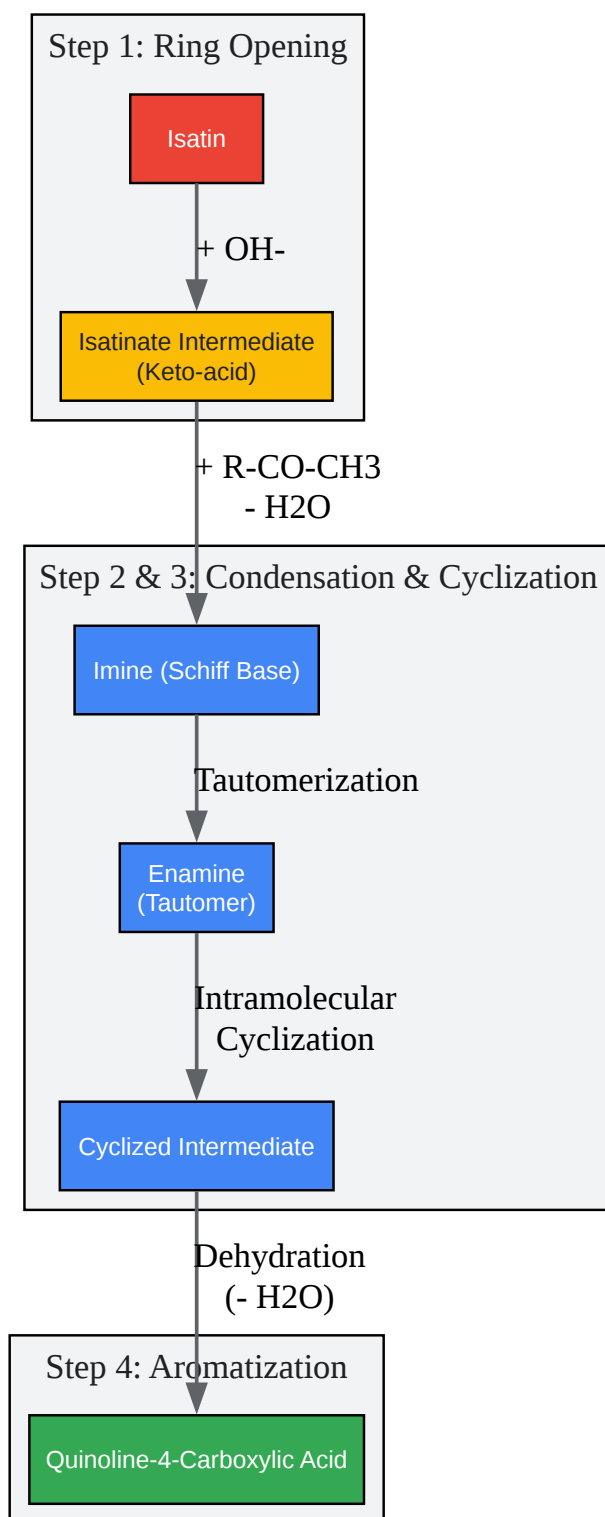 Step 1: Ring Opening
Isatin
+ OH-
Isatinate Intermediate
(Keto-acid)
+ R-CO-CH3
- H2O
Step 2 & 3: Condensation & Cyclization
Imine (Schiff Base)
Tautomerization
Enamine
(Tautomer)
Intramolecular
Cyclization
Cyclized Intermediate
Dehydration
(- H2O)
Step 4: Aromatization
Quinoline-4-Carboxylic Acid